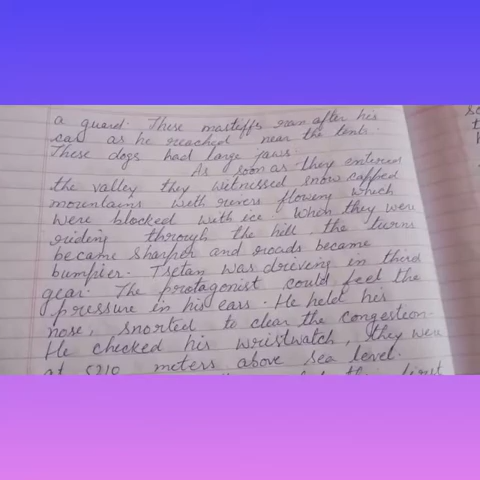 a guard. These mastiffs ran after his
car as he reached near the tents.
These dogs had large jaws.
As soon as they entered
the valley they witnessed snow capped
mountains with rivers flowing which
were blocked with ice. When they were
riding through the hill, the turns
became sharper and roads became
bumpier. Tsetan was driving in third
gear. The protagonist could feel the
pressure in his ears. He held his
nose, snorted to clear the congestion.
He checked his wristwatch, they were
at 5210 meters above sea level.